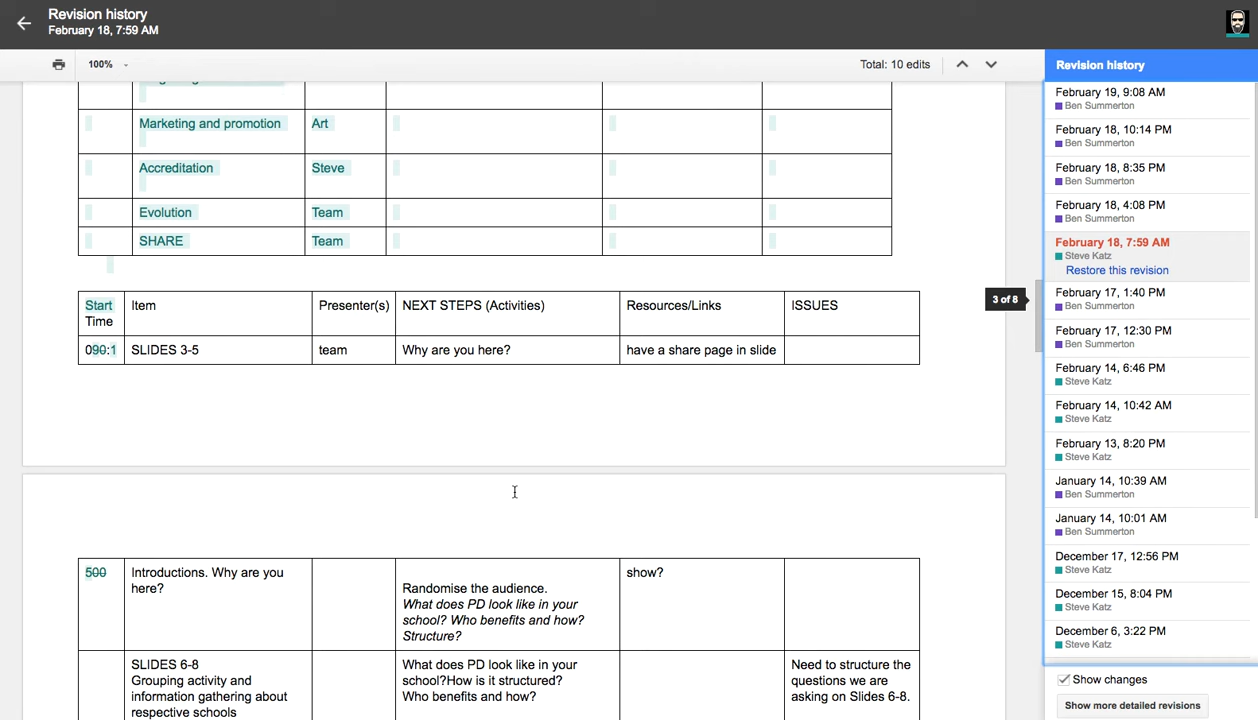 Revision history
February 18, 7:59 AM
100%
Total: 10 edits
Revision history
Marketing and promotion Art
Accreditation Steve
Evolution Team
SHARE Team
Start Time Item Presenter(s) NEXT STEPS (Activities) Resources/Links ISSUES
090:1 SLIDES 3-5 team Why are you here? have a share page in slide
3 of 8
500 Introductions. Why are you
here?
Randomise the audience.
What does PD look like in your
school? Who benefits and how?
Structure?
show?
SLIDES 6-8
Grouping activity and
information gathering about
respective schools
What does PD look like in your
school?How is it structured?
Who benefits and how?
Need to structure the
questions we are
asking on Slides 6-8.
February 19, 9:08 AM
Ben Summerton
February 18, 10:14 PM
Ben Summerton
February 18, 8:35 PM
Ben Summerton
February 18, 4:08 PM
Ben Summerton
February 18, 7:59 AM
Steve Katz
Restore this revision
February 17, 1:40 PM
Ben Summerton
February 17, 12:30 PM
Ben Summerton
February 14, 6:46 PM
Steve Katz
February 14, 10:42 AM
Steve Katz
February 13, 8:20 PM
Steve Katz
January 14, 10:39 AM
Ben Summerton
January 14, 10:01 AM
Ben Summerton
December 17, 12:56 PM
Steve Katz
December 15, 8:04 PM
Steve Katz
December 6, 3:22 PM
Steve Katz
Show changes
Show more detailed revisions